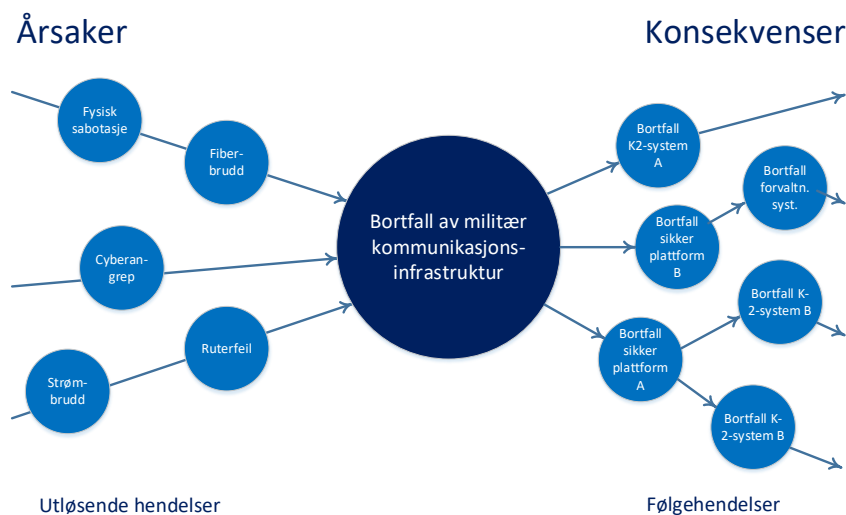 Årsaker
Konsekvenser
Fysisk
sabotasje
Fiber-
brudd
Cyberan-
grep
Ruterfeil
Strøm-
brudd
Bortfall av militær
kommunikasjons-
infrastruktur
Bortfall
K2-system
A
Bortfall
forvaltn.
syst.
Bortfall
sikker
plattform
B
Bortfall K-
2-system B
Bortfall
sikker
plattform
A
Bortfall K-
2-system B
Utløsende hendelser
Følgehendelser